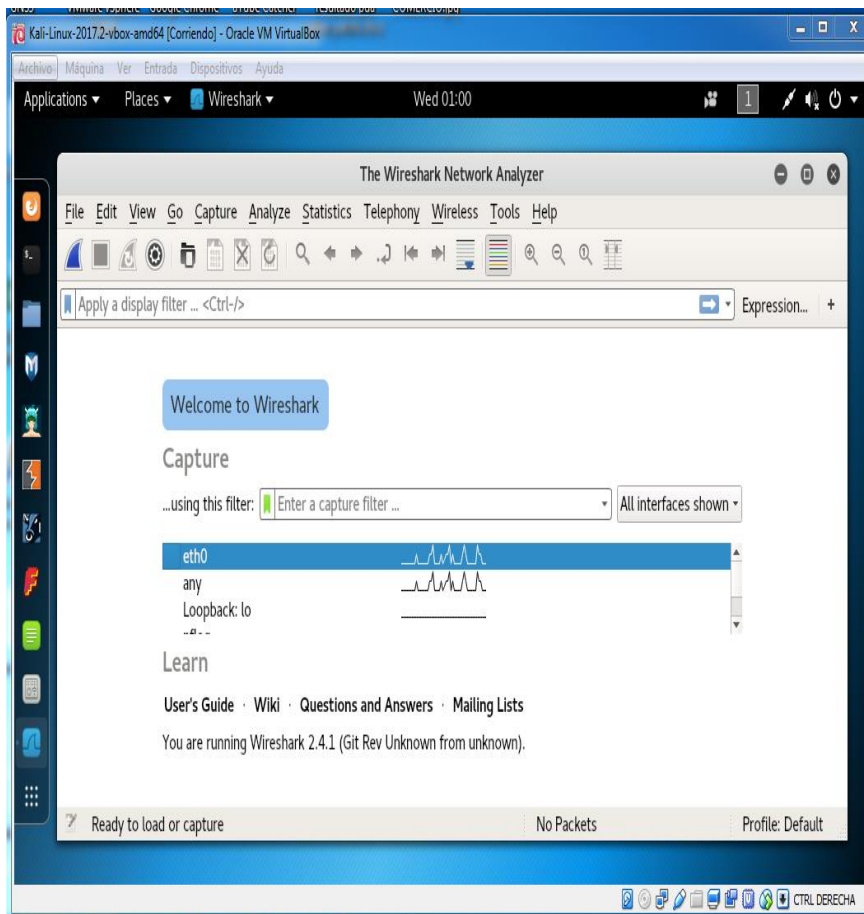 Kali-Linux-2017.2-vbox-amd64 [Corriendo] - Oracle VM VirtualBox
Archivo Máquina Ver Entrada Dispositivos Ayuda
Applications Places Wireshark Wed 01:00 1
The Wireshark Network Analyzer
File Edit View Go Capture Analyze Statistics Telephony Wireless Tools Help
Apply a display filter ... <Ctrl-/> Expression... +
Welcome to Wireshark
Capture
...using this filter: Enter a capture filter ... All interfaces shown
eth0
any
Loopback: lo
Learn
User's Guide · Wiki · Questions and Answers · Mailing Lists
You are running Wireshark 2.4.1 (Git Rev Unknown from unknown).
Ready to load or capture No Packets Profile: Default
CTRL DERECHA